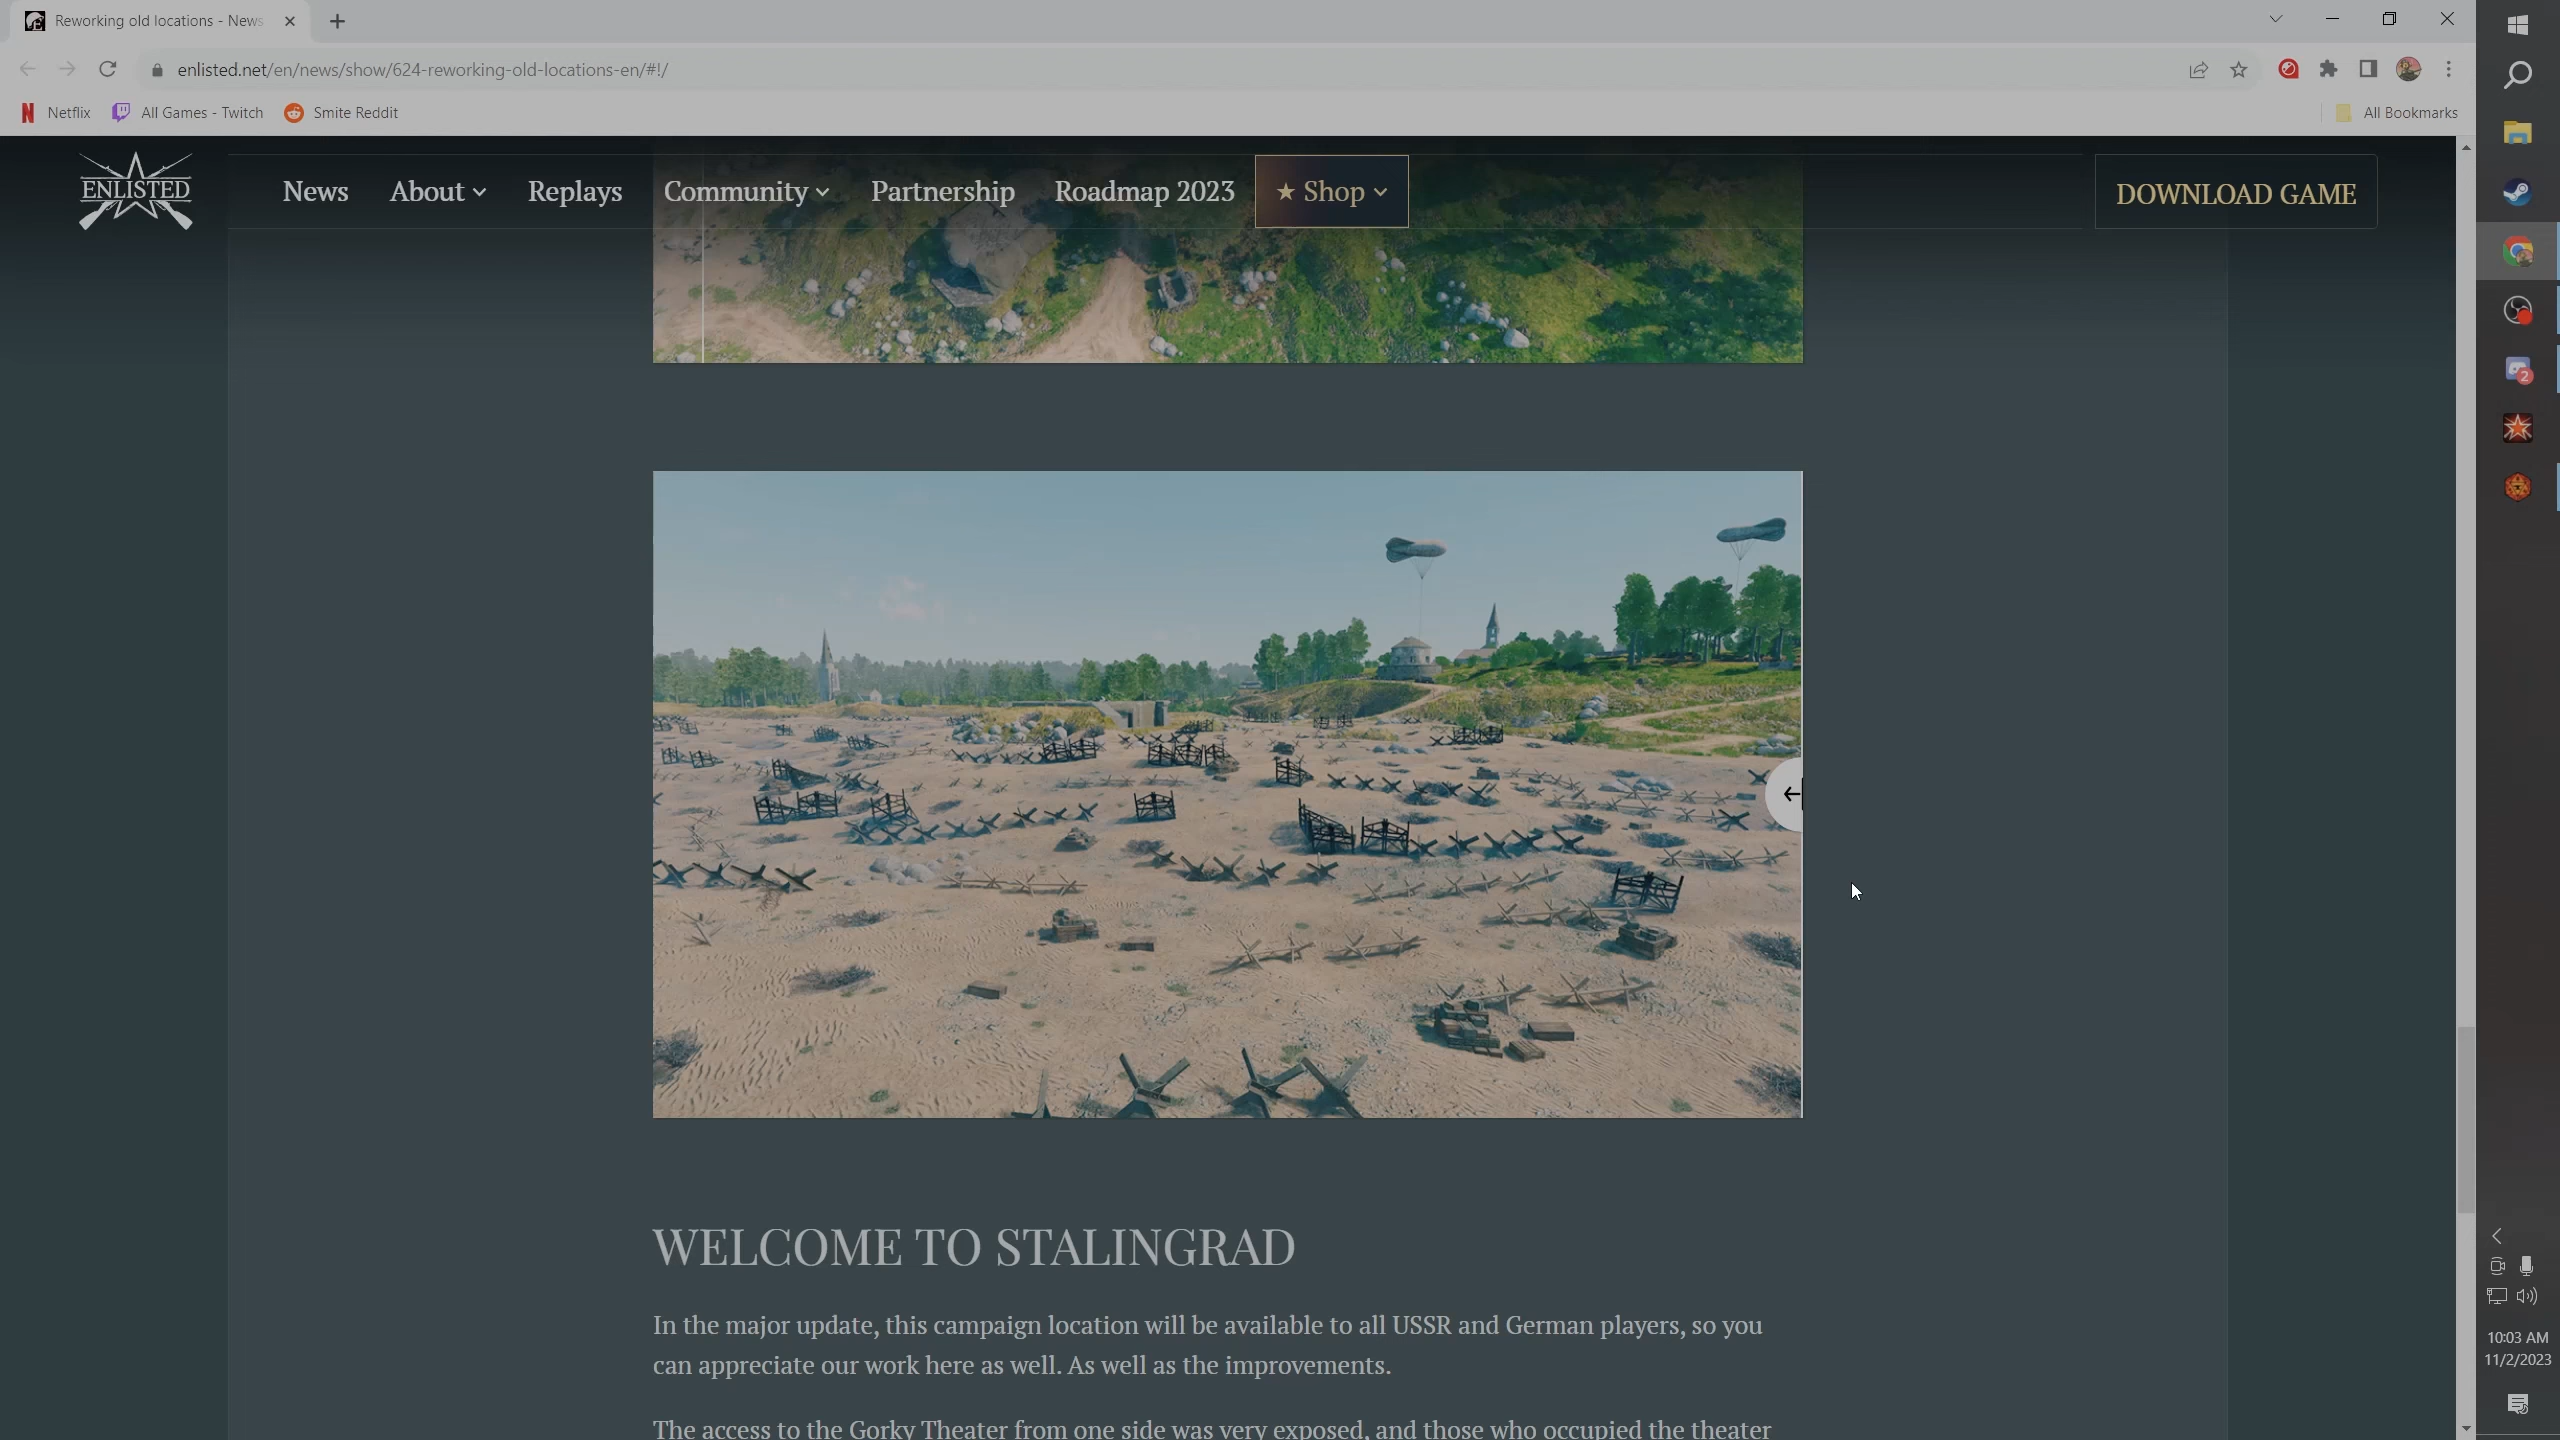 Reworking old locations - News
enlisted.net/en/news/show/624-reworking-old-locations-en/#!/
Netflix
All Games - Twitch
Smite Reddit
All Bookmarks
ENLISTED
News
About
Replays
Community
Partnership
Roadmap 2023
★ Shop
DOWNLOAD GAME
2
WELCOME TO STALINGRAD
In the major update, this campaign location will be available to all USSR and German players, so you
can appreciate our work here as well. As well as the improvements.
The access to the Gorky Theater from one side was very exposed, and those who occupied the theater
10:03 AM
11/2/2023